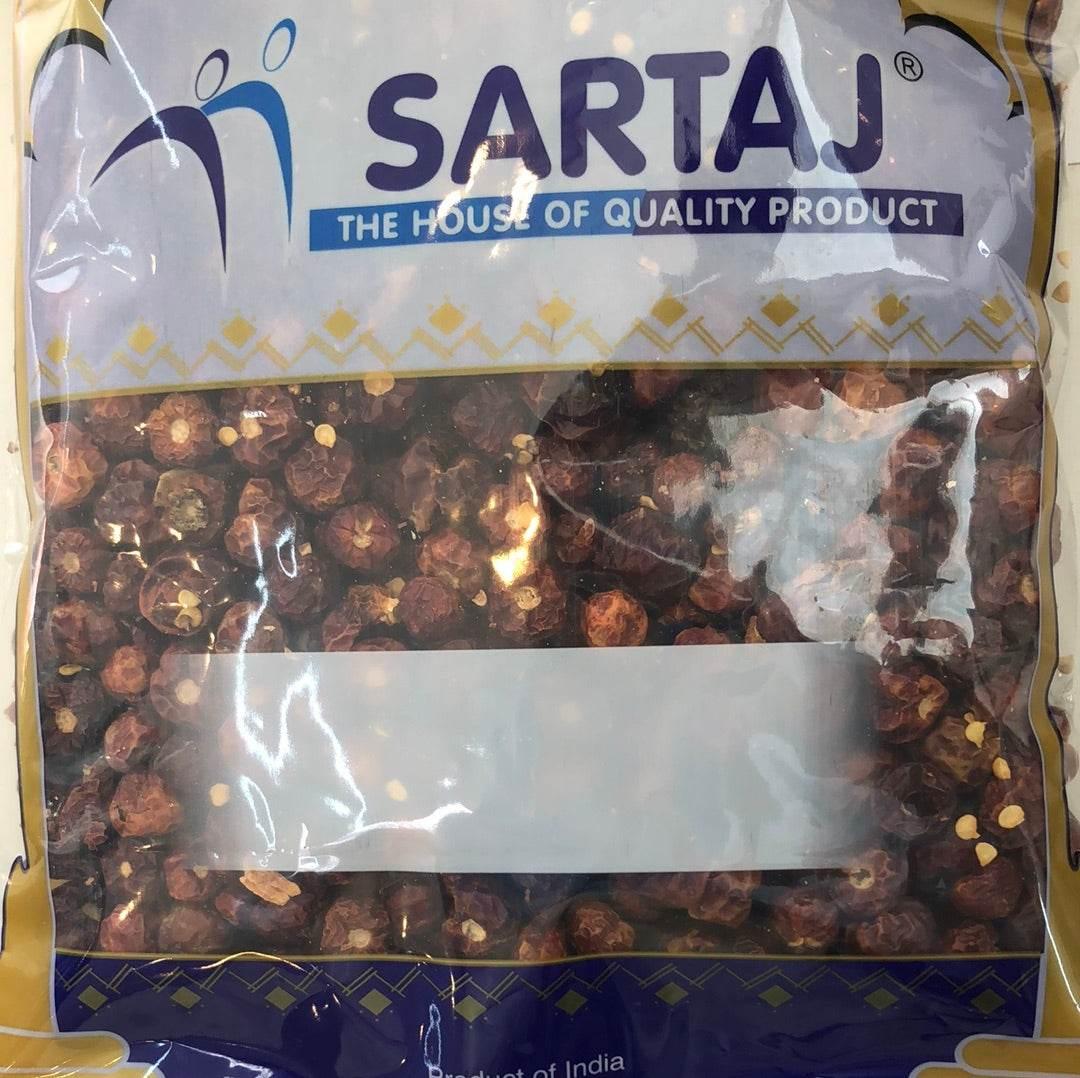 SARTAJ®
THE HOUSE OF QUALITY PRODUCT
Product of India